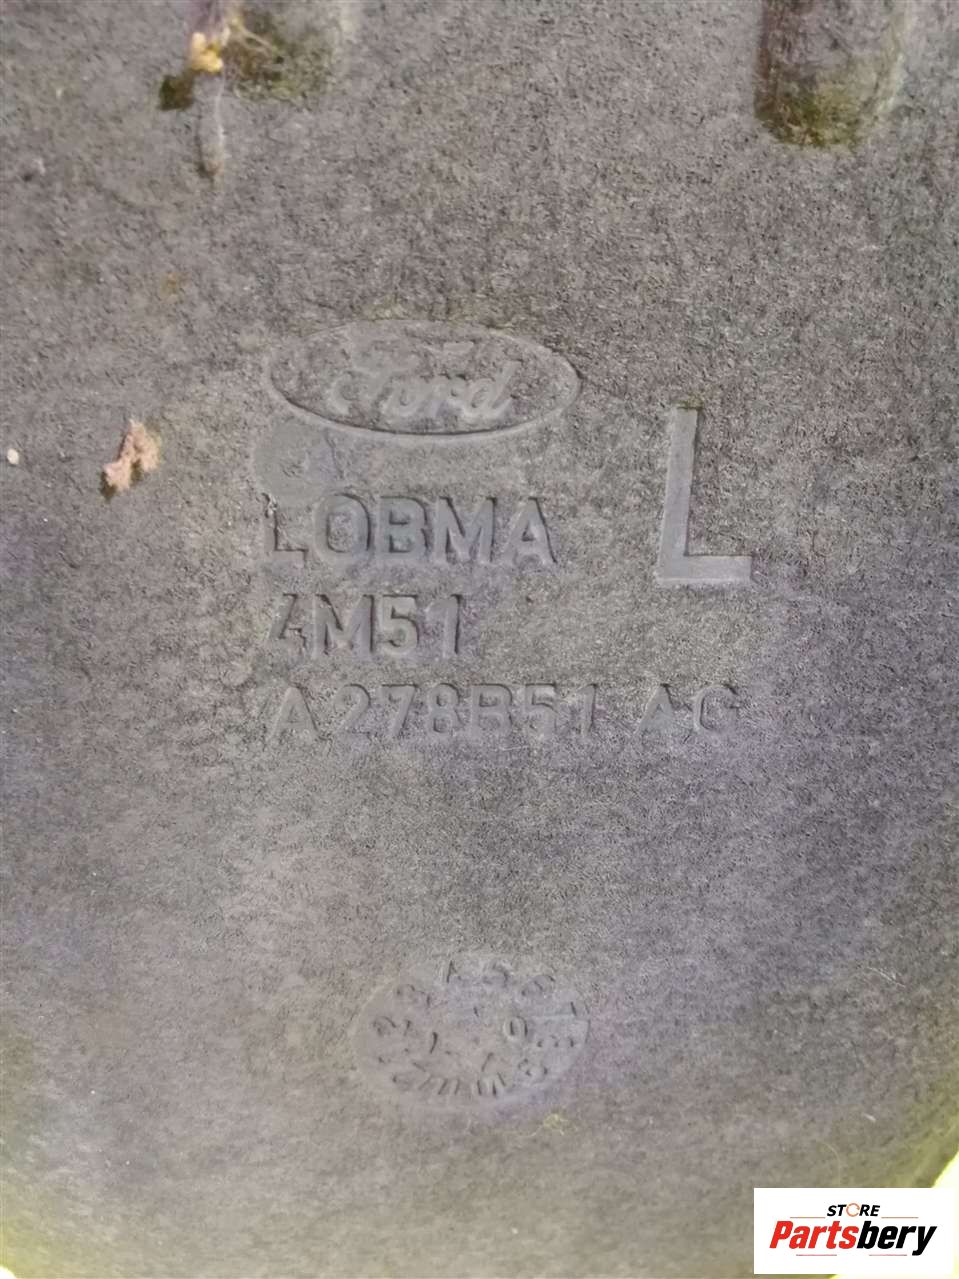 Ford
LOBMA L
4M51
A278B51 AC
STORE
Partsbery